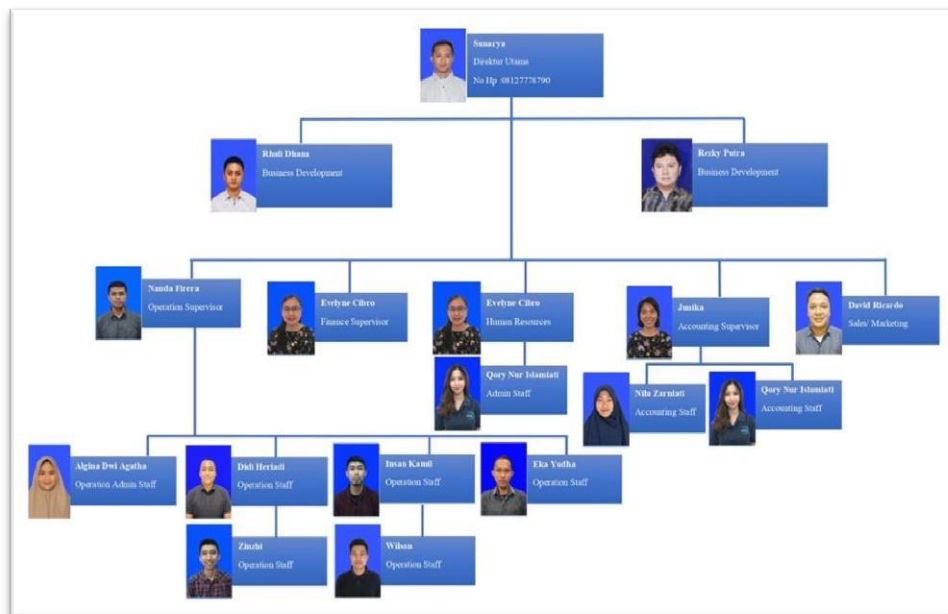 Sunarya
Direktur Utama
No Hp :08127778790
Rhali Dhana
Business Development
Rezky Putra
Business Development
Nanda Firera
Operation Supervisor
Evelyne Cibro
Finance Supervisor
Evelyne Cibro
Human Resources
Junika
Accounting Supervisor
David Ricardo
Sales/ Marketing
Qory Nur Islamiati
Admin Staff
Nila Zarniati
Accounting Staff
Qory Nur Islamiati
Accounting Staff
Algina Dwi Agatha
Operation Admin Staff
Didi Heriadi
Operation Staff
Insan Kamil
Operation Staff
Eka Yudha
Operation Staff
Zinzhi
Operation Staff
Wilson
Operation Staff